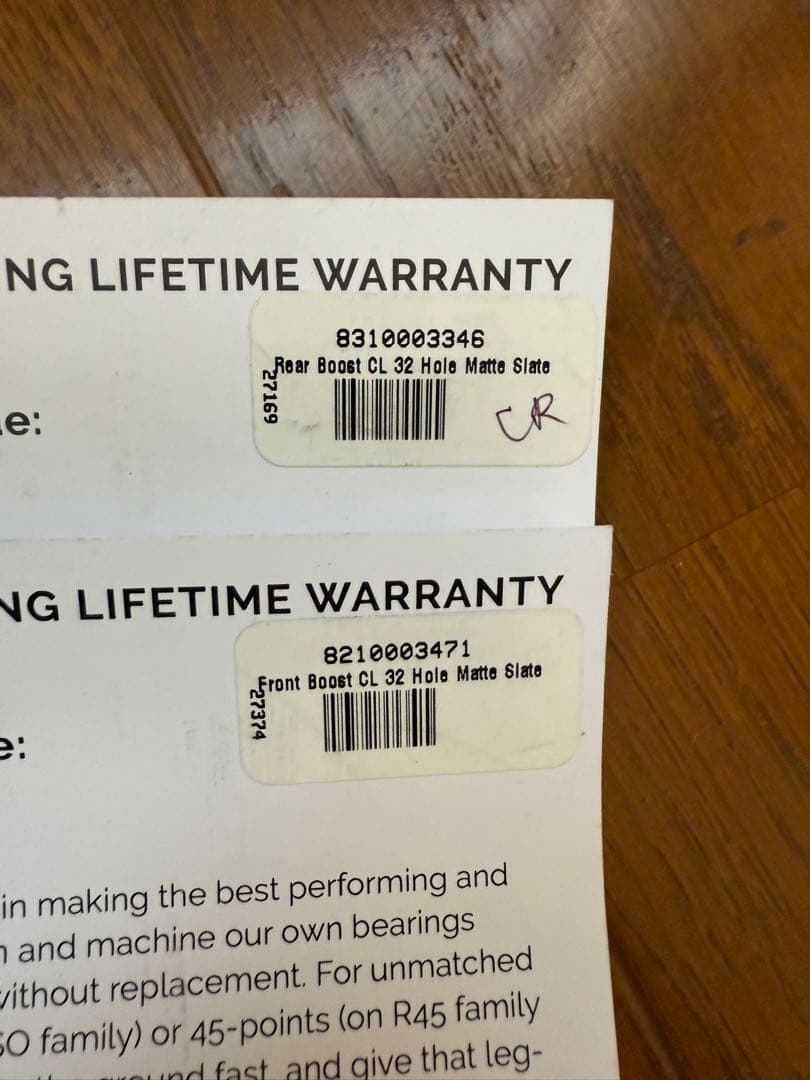 NG LIFETIME WARRANTY
8310003346
Rear Boost CL 32 Hole Matte Slate
27169
CR
e:
NG LIFETIME WARRANTY
8210003471
Front Boost CL 32 Hole Matte Slate
27374
e:
in making the best performing and
and machine our own bearings
without replacement. For unmatched
SO family) or 45-points (on R45 family
ground fast, and give that leg-